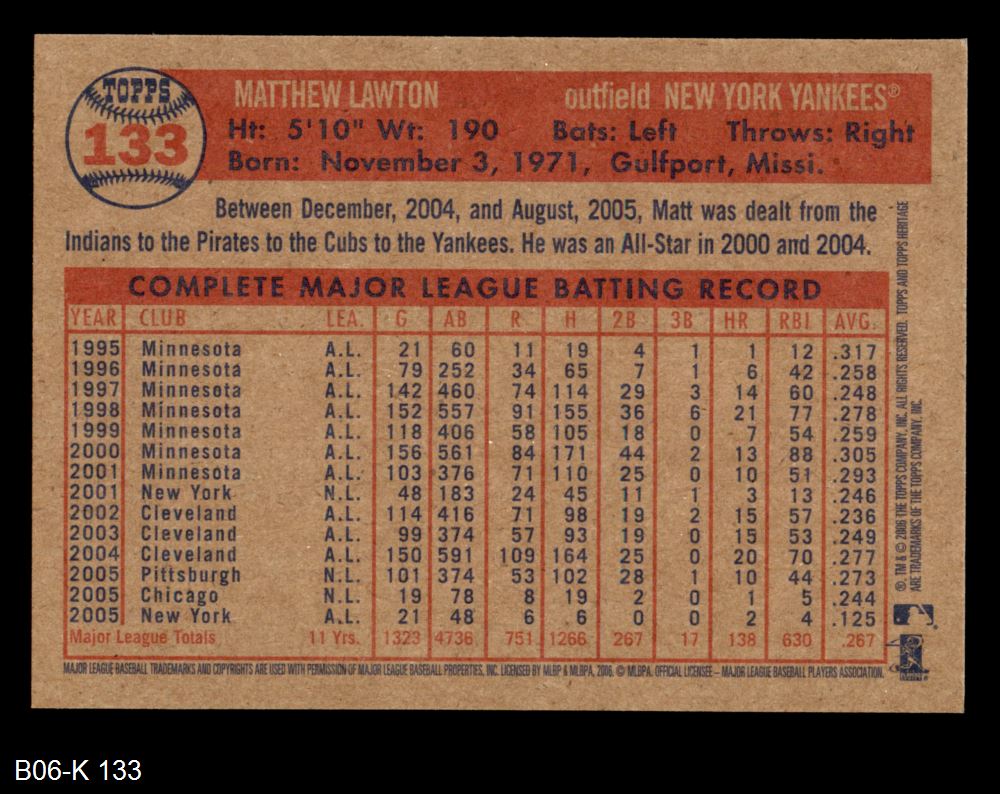 TOPPS
133
MATTHEW LAWTON outfield NEW YORK YANKEES®
Ht: 5'10" Wt: 190 Bats: Left Throws: Right
Born: November 3, 1971, Gulfport, Missi.
Between December, 2004, and August, 2005, Matt was dealt from the
Indians to the Pirates to the Cubs to the Yankees. He was an All-Star in 2000 and 2004.
COMPLETE MAJOR LEAGUE BATTING RECORD
YEAR CLUB LEA. G AB R H 2B 3B HR RBI AVG.
1995 Minnesota A.L. 21 60 11 19 4 1 1 12 .317
1996 Minnesota A.L. 79 252 34 65 7 1 6 42 .258
1997 Minnesota A.L. 142 460 74 114 29 3 14 60 .248
1998 Minnesota A.L. 152 557 91 155 36 6 21 77 .278
1999 Minnesota A.L. 118 406 58 105 18 0 7 54 .259
2000 Minnesota A.L. 156 561 84 171 44 2 13 88 .305
2001 Minnesota A.L. 103 376 71 110 25 0 10 51 .293
2001 New York N.L. 48 183 24 45 11 1 3 13 .246
2002 Cleveland A.L. 114 416 71 98 19 2 15 57 .236
2003 Cleveland A.L. 99 374 57 93 19 0 15 53 .249
2004 Cleveland A.L. 150 591 109 164 25 0 20 70 .277
2005 Pittsburgh N.L. 101 374 53 102 28 1 10 44 .273
2005 Chicago N.L. 19 78 8 19 2 0 1 5 .244
2005 New York A.L. 21 48 6 6 0 0 2 4 .125
Major League Totals 11 Yrs. 1323 4736 751 1266 267 17 138 630 .267
MAJOR LEAGUE BASEBALL TRADEMARKS AND COPYRIGHTS ARE USED WITH PERMISSION OF MAJOR LEAGUE BASEBALL PROPERTIES, INC. LICENSED BY MLBP & MLBPA, 2006. © MLBPA. OFFICIAL LICENSEE – MAJOR LEAGUE BASEBALL PLAYERS ASSOCIATION.
®, TM & © 2006 THE TOPPS COMPANY, INC. ALL RIGHTS RESERVED. TOPPS AND TOPPS HERITAGE
ARE TRADEMARKS OF THE TOPPS COMPANY, INC.
B06-K 133